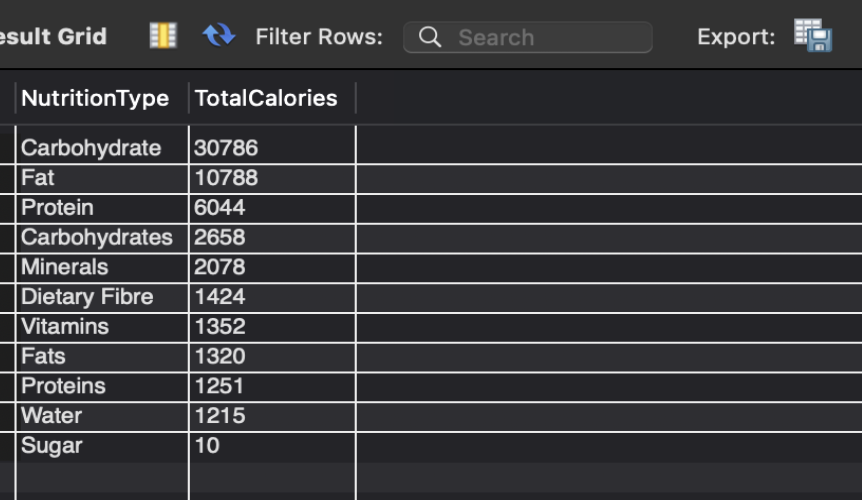 esult Grid Filter Rows: Search Export:
NutritionType TotalCalories
Carbohydrate 30786
Fat 10788
Protein 6044
Carbohydrates 2658
Minerals 2078
Dietary Fibre 1424
Vitamins 1352
Fats 1320
Proteins 1251
Water 1215
Sugar 10